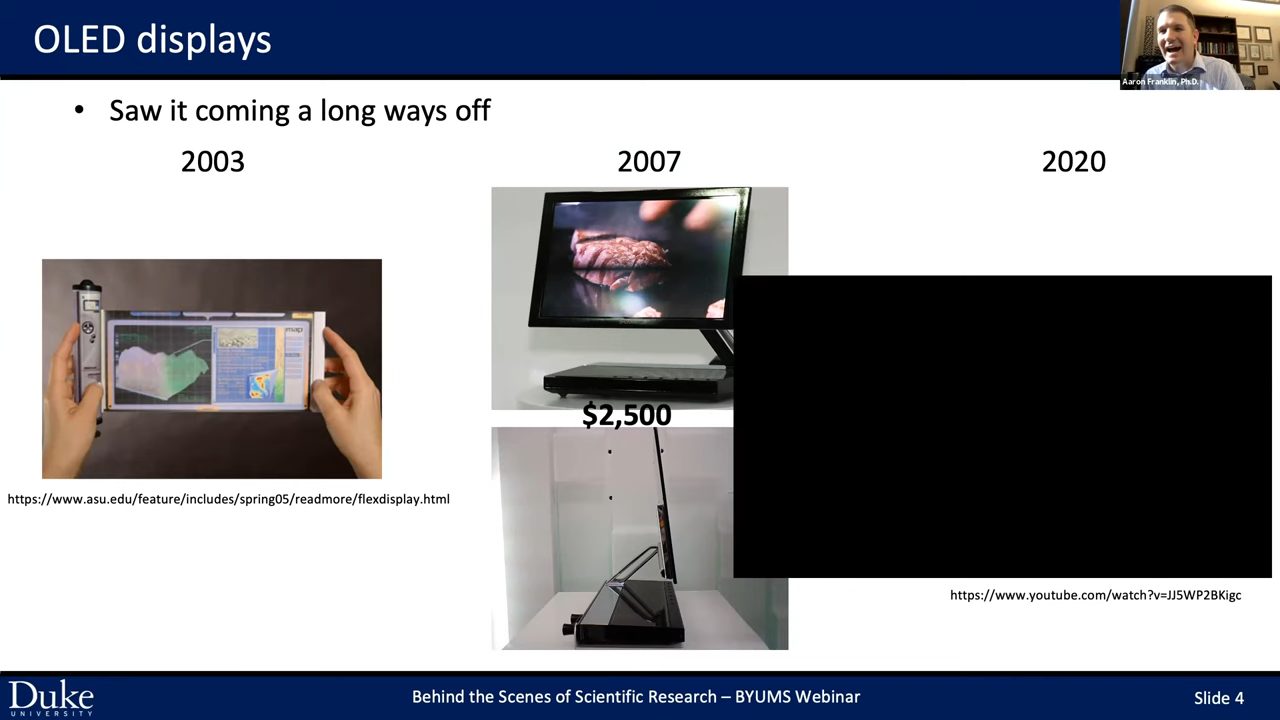 OLED displays
Aaron Franklin, Ph.D.
• Saw it coming a long ways off
2003
2007
2020
map
$2,500
https://www.asu.edu/feature/includes/spring05/readmore/flexdisplay.html
https://www.youtube.com/watch?v=JJ5WP2BKigc
Duke
UNIVERSITY
Behind the Scenes of Scientific Research – BYUMS Webinar
Slide 4